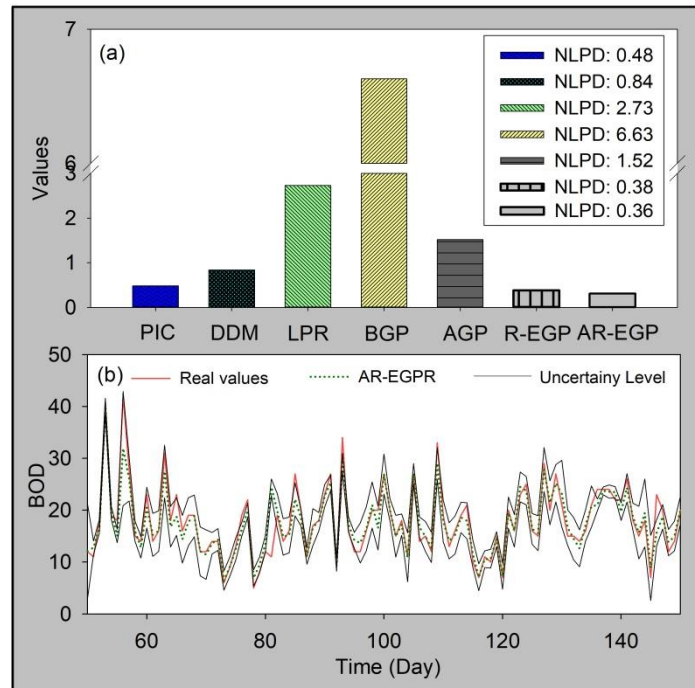 (a)
7
6
3
2
1
0
Values
NLPD: 0.48
NLPD: 0.84
NLPD: 2.73
NLPD: 6.63
NLPD: 1.52
NLPD: 0.38
NLPD: 0.36
PIC DDM LPR BGP AGP R-EGP AR-EGP
(b)
Real values AR-EGPR Uncertainy Level
50
40
30
20
10
0
BOD
60 80 100 120 140
Time (Day)